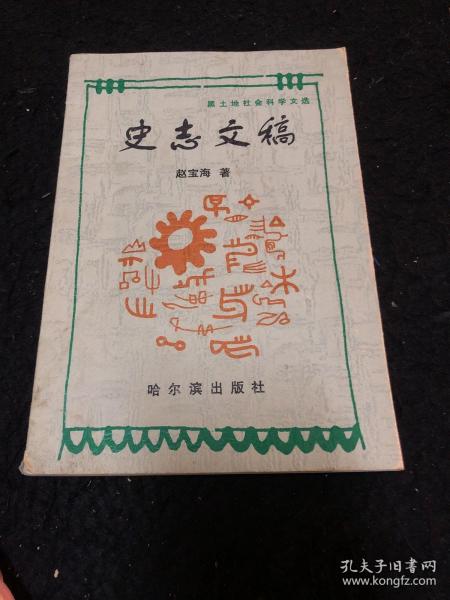 黑土地社会科学文选
史志文稿
赵宝海 著
哈尔滨出版社
孔夫子旧书网
www.kongfz.com